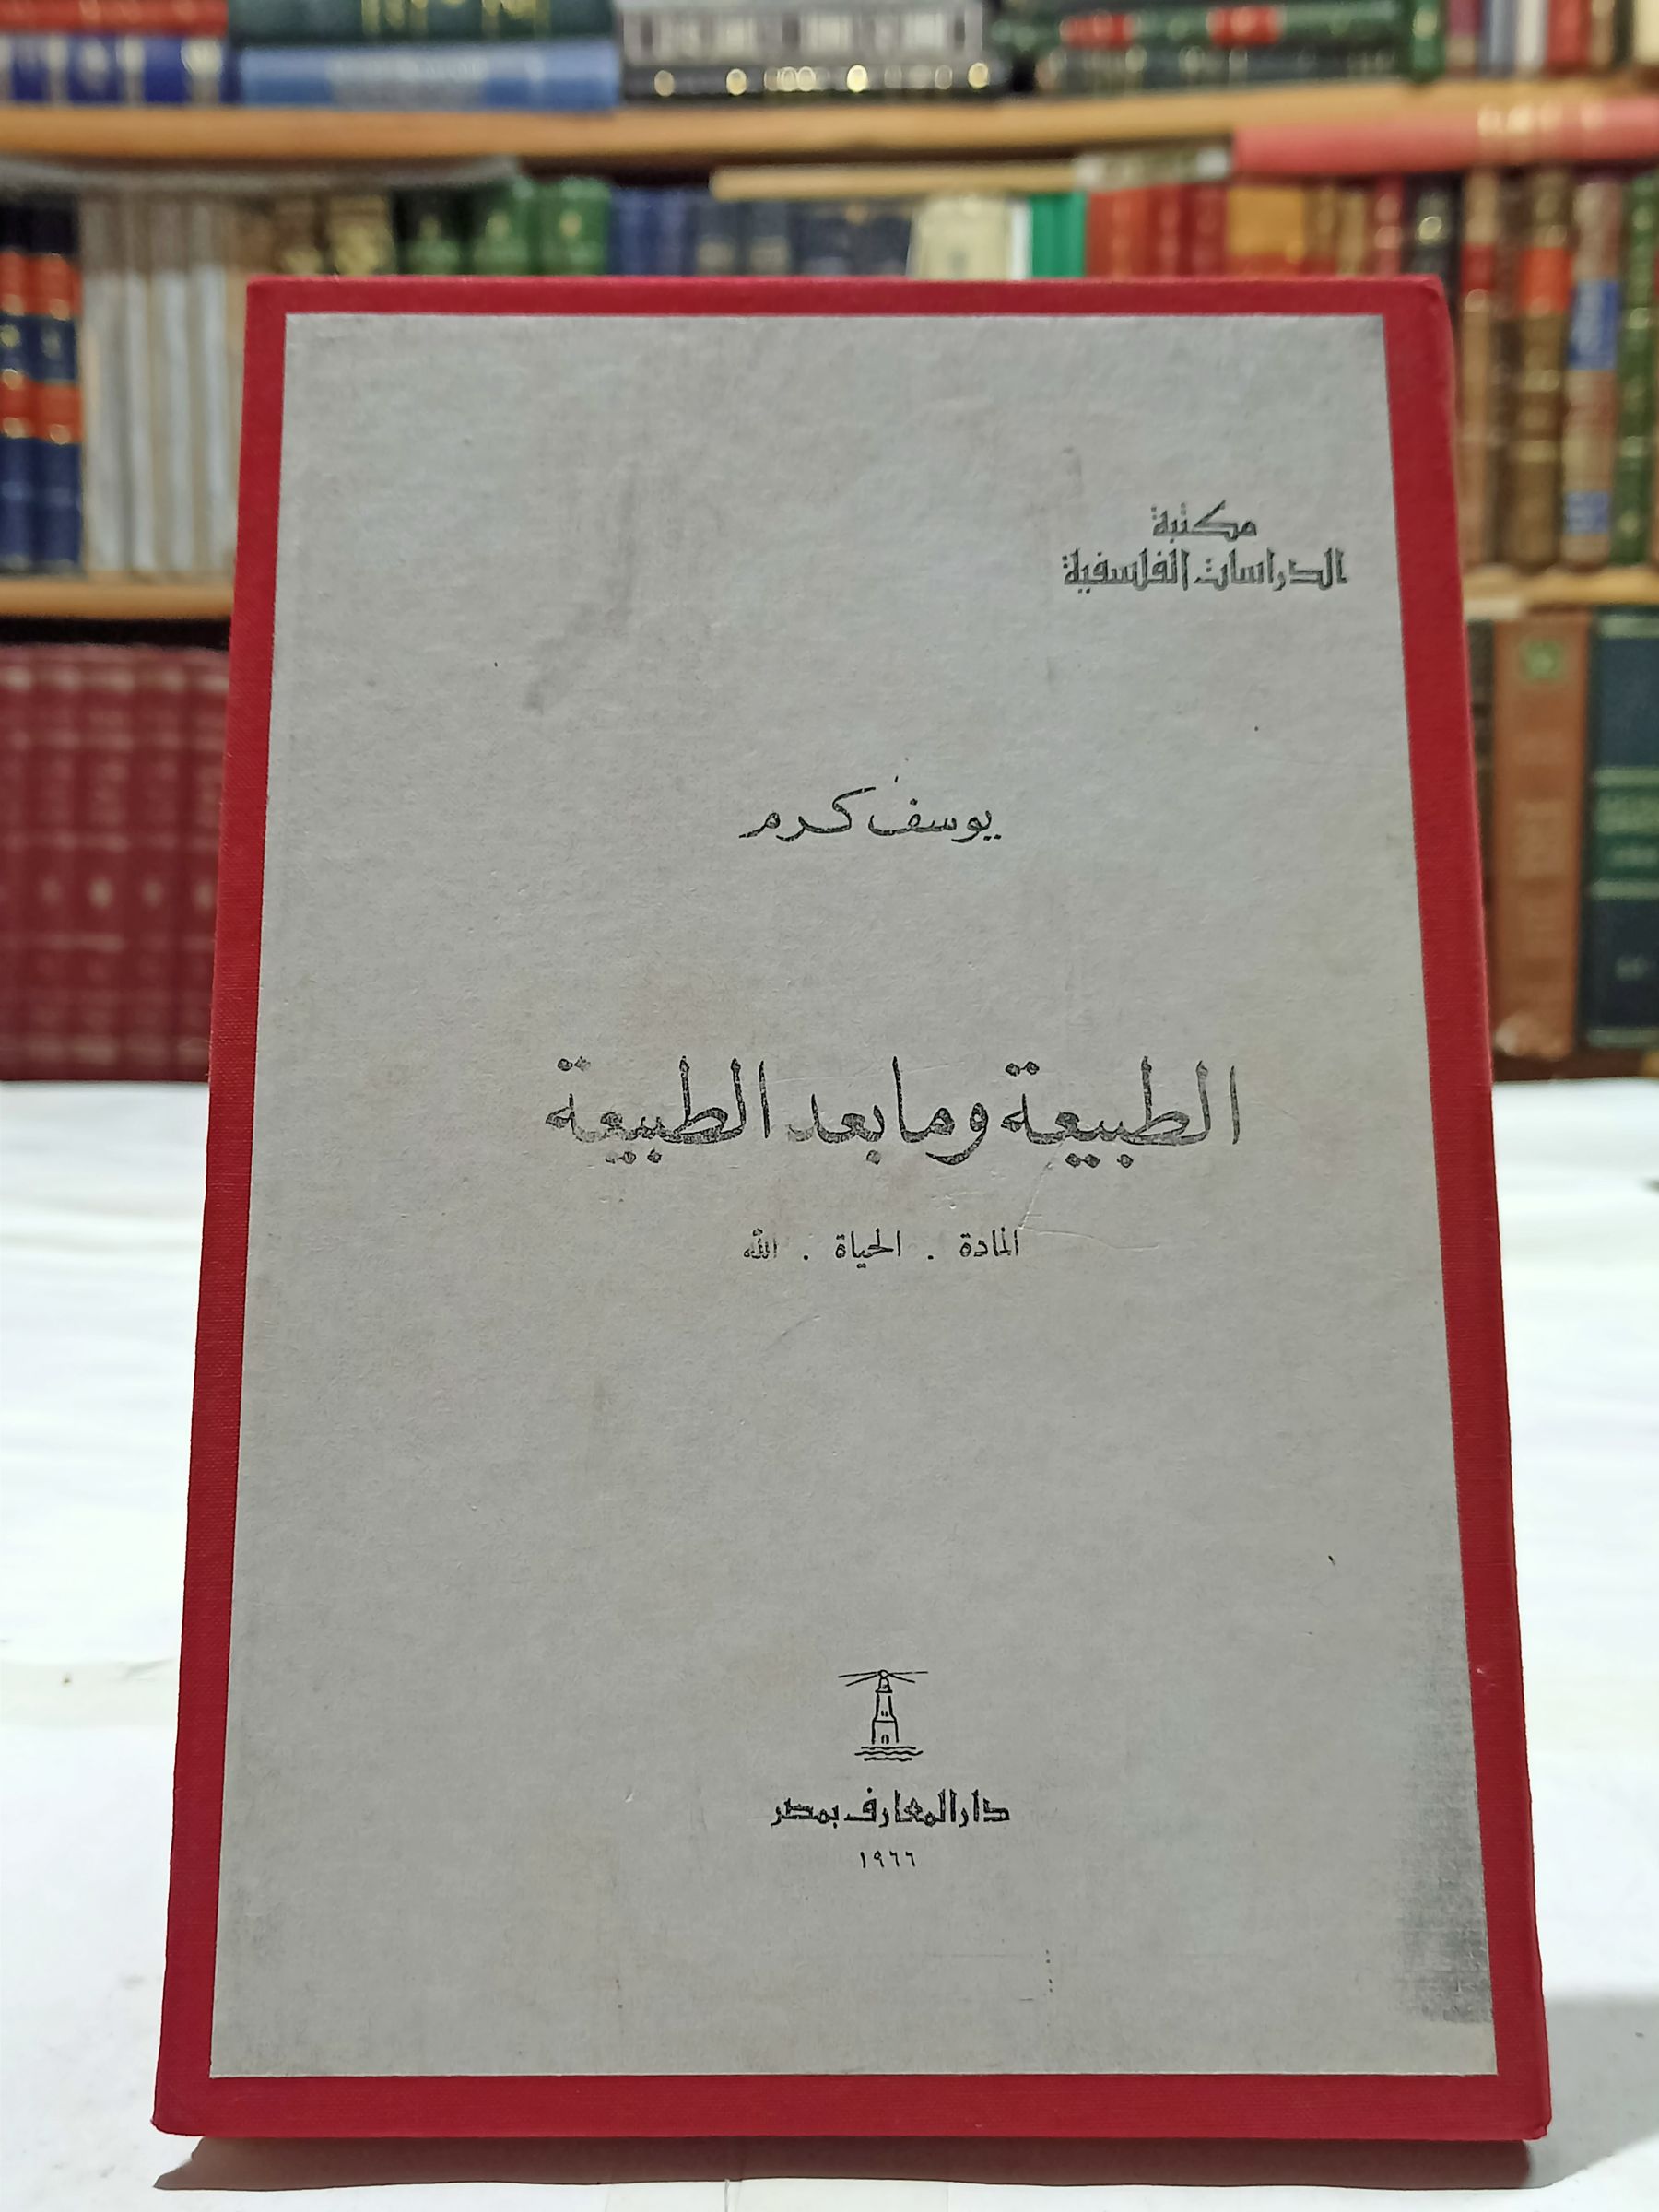 مكتبة
الدراسات الفلسفية
يوسف كرم
الطبيعة وما بعد الطبيعة
المادة . الحياة . الله
دار المعارف بمصر
١٩٦٦